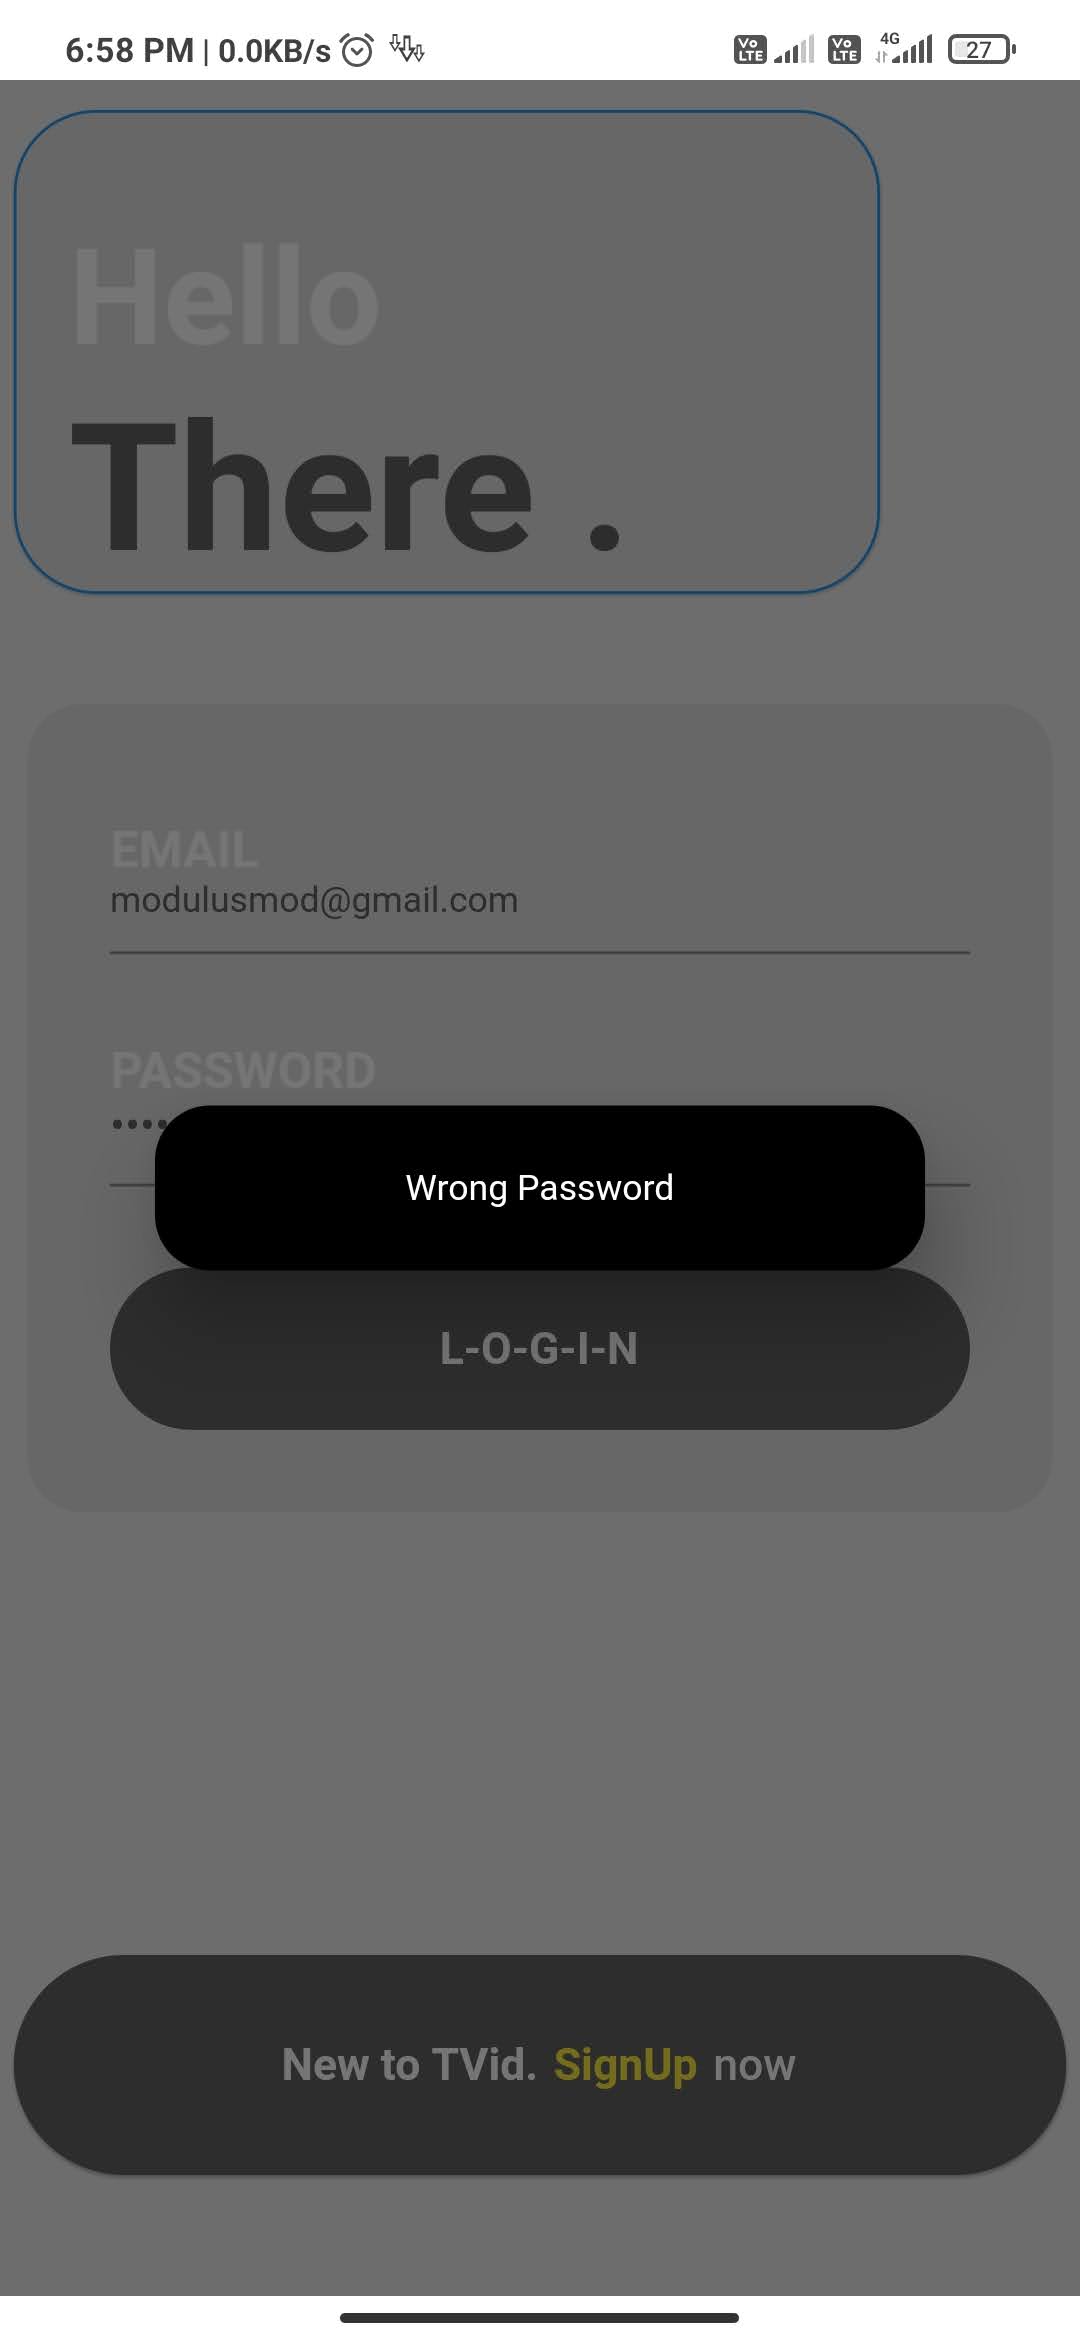 6:58 PM | 0.0KB/s Vo LTE Vo LTE 4G 27
Hello
There .
EMAIL
modulusmod@gmail.com
PASSWORD
••••
Wrong Password
L-O-G-I-N
New to TVid. SignUp now